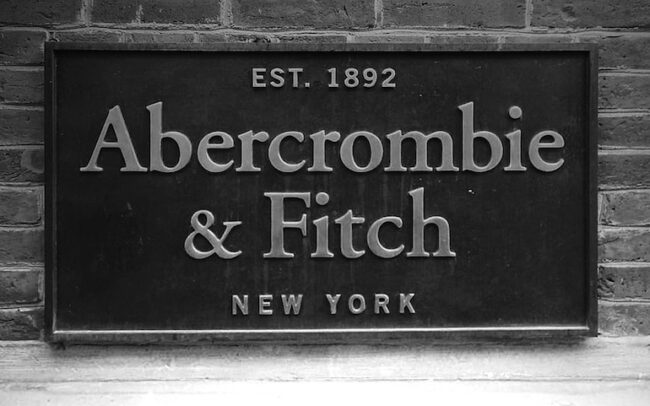 EST. 1892
Abercrombie
& Fitch
NEW YORK